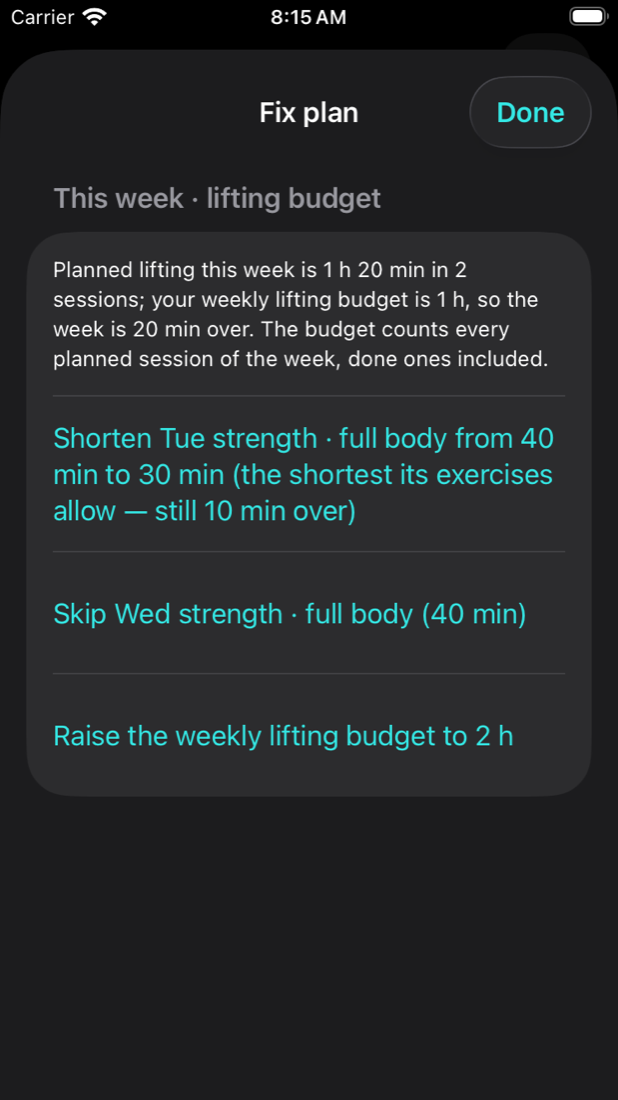 Carrier
8:15 AM
Fix plan
Done
This week · lifting budget
Planned lifting this week is 1 h 20 min in 2
sessions; your weekly lifting budget is 1 h, so the
week is 20 min over. The budget counts every
planned session of the week, done ones included.
Shorten Tue strength · full body from 40
min to 30 min (the shortest its exercises
allow — still 10 min over)
Skip Wed strength · full body (40 min)
Raise the weekly lifting budget to 2 h